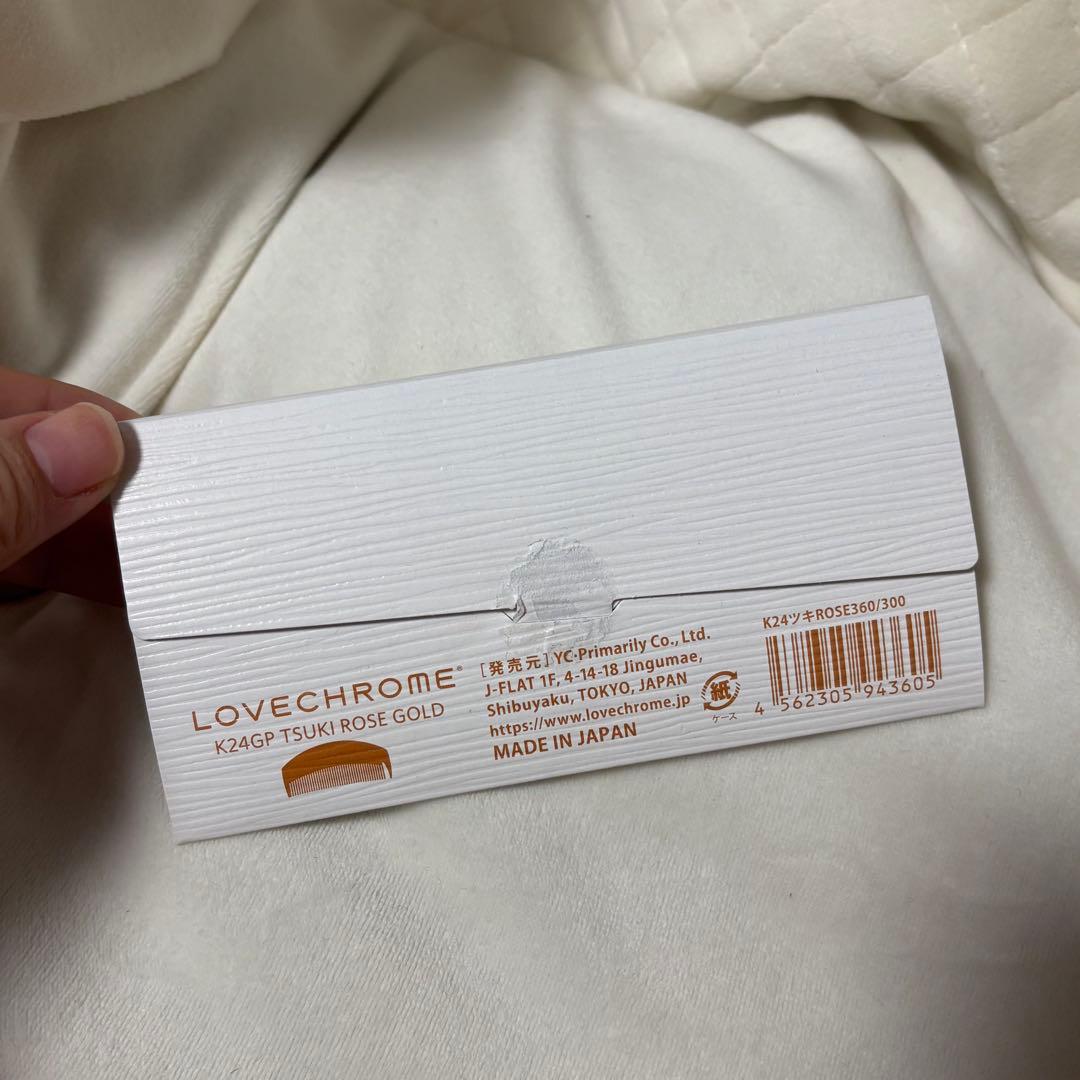 LOVECHROME®
K24GP TSUKI ROSE GOLD
[発売元] YC・Primarily Co., Ltd.
J-FLAT 1F, 4-14-18 Jingumae,
Shibuyaku, TOKYO, JAPAN
https://www.lovechrome.jp
MADE IN JAPAN
紙
ケース
K24ツキROSE360/300
4 562305 943605